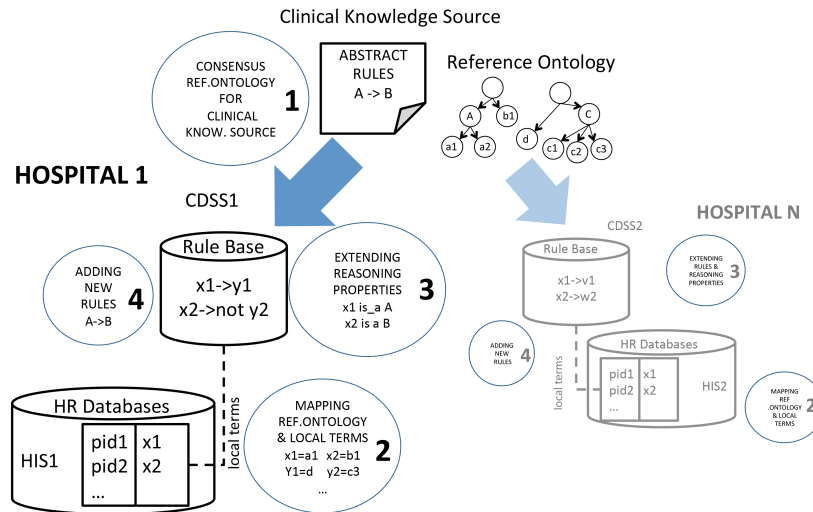 Clinical Knowledge Source
CONSENSUS
REF.ONTOLOGY
FOR
CLINICAL
KNOW. SOURCE
1
ABSTRACT
RULES
A -> B
Reference Ontology
A
b1
a1
a2
C
d
c1
c2
c3
HOSPITAL 1
CDSS1
Rule Base
x1->y1
x2->not y2
ADDING
NEW
RULES
A->B
4
EXTENDING
REASONING
PROPERTIES
x1 is_a A
x2 is a B
3
HR Databases
HIS1
pid1 x1
pid2 x2
...
local terms
MAPPING
REF.ONTOLOGY
& LOCAL TERMS
x1=a1 x2=b1
Y1=d y2=c3
...
2
HOSPITAL N
CDSS2
Rule Base
x1->v1
x2->w2
EXTENDING
RULES &
REASONING
PROPERTIES
3
ADDING
NEW
RULES
4
HR Databases
pid1 x1
pid2 x2
...
HIS2
local terms
MAPPING
REF
.ONTOLOGY
& LOCAL
TERMS
2